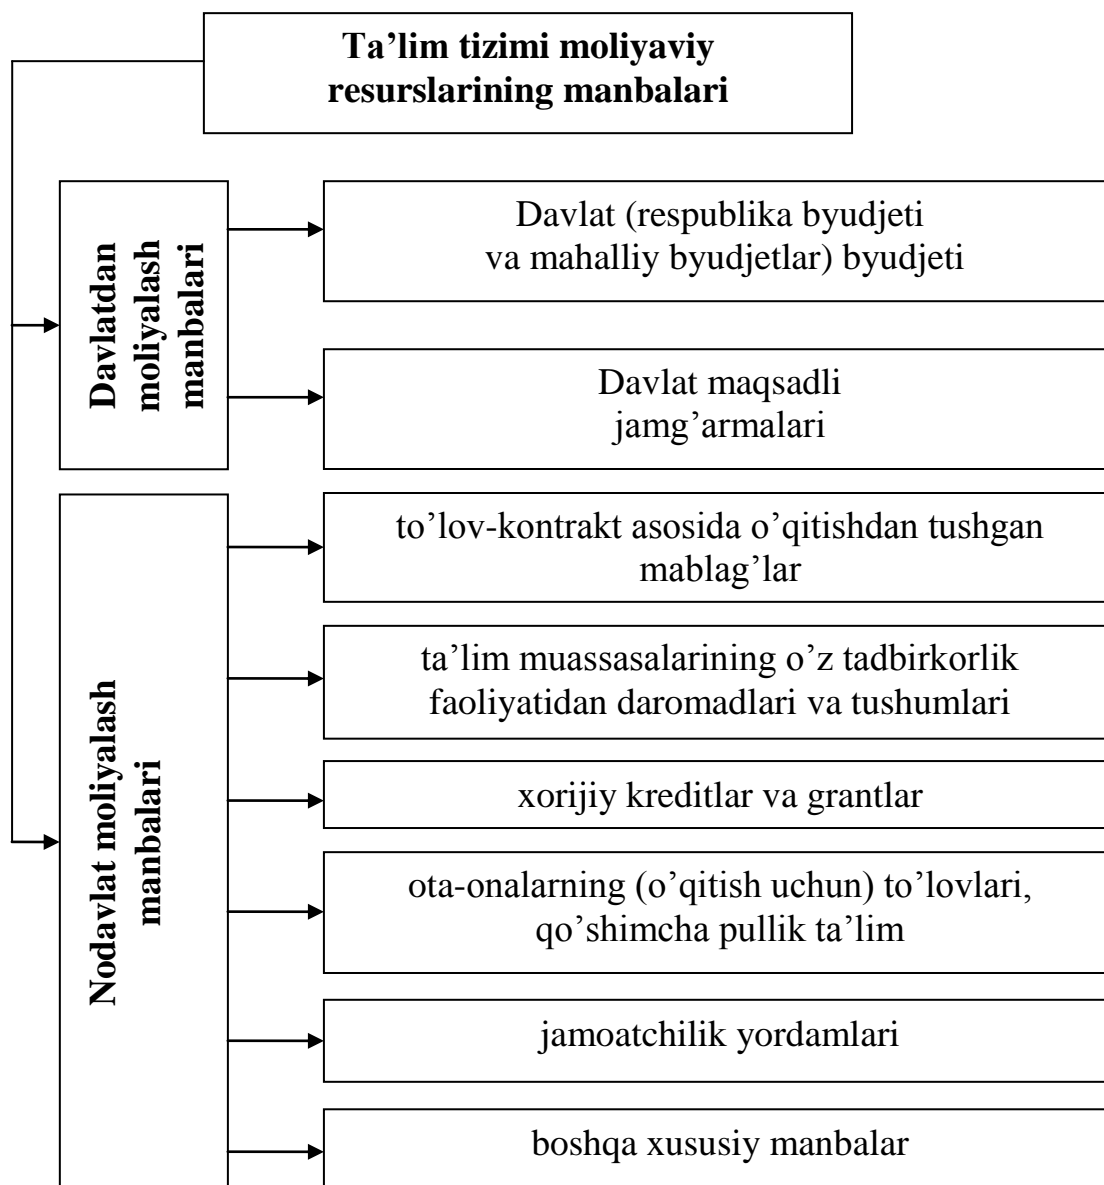 Ta’lim tizimi moliyaviy
resurslarining manbalari
Davlatdan
moliyalash
manbalari
Davlat (respublika byudjeti
va mahalliy byudjetlar) byudjeti
Davlat maqsadli
jamg’armalari
Nodavlat moliyalash
manbalari
to’lov-kontrakt asosida o’qitishdan tushgan
mablag’lar
ta’lim muassasalarining o’z tadbirkorlik
faoliyatidan daromadlari va tushumlari
xorijiy kreditlar va grantlar
ota-onalarning (o’qitish uchun) to’lovlari,
qo’shimcha pullik ta’lim
jamoatchilik yordamlari
boshqa xususiy manbalar